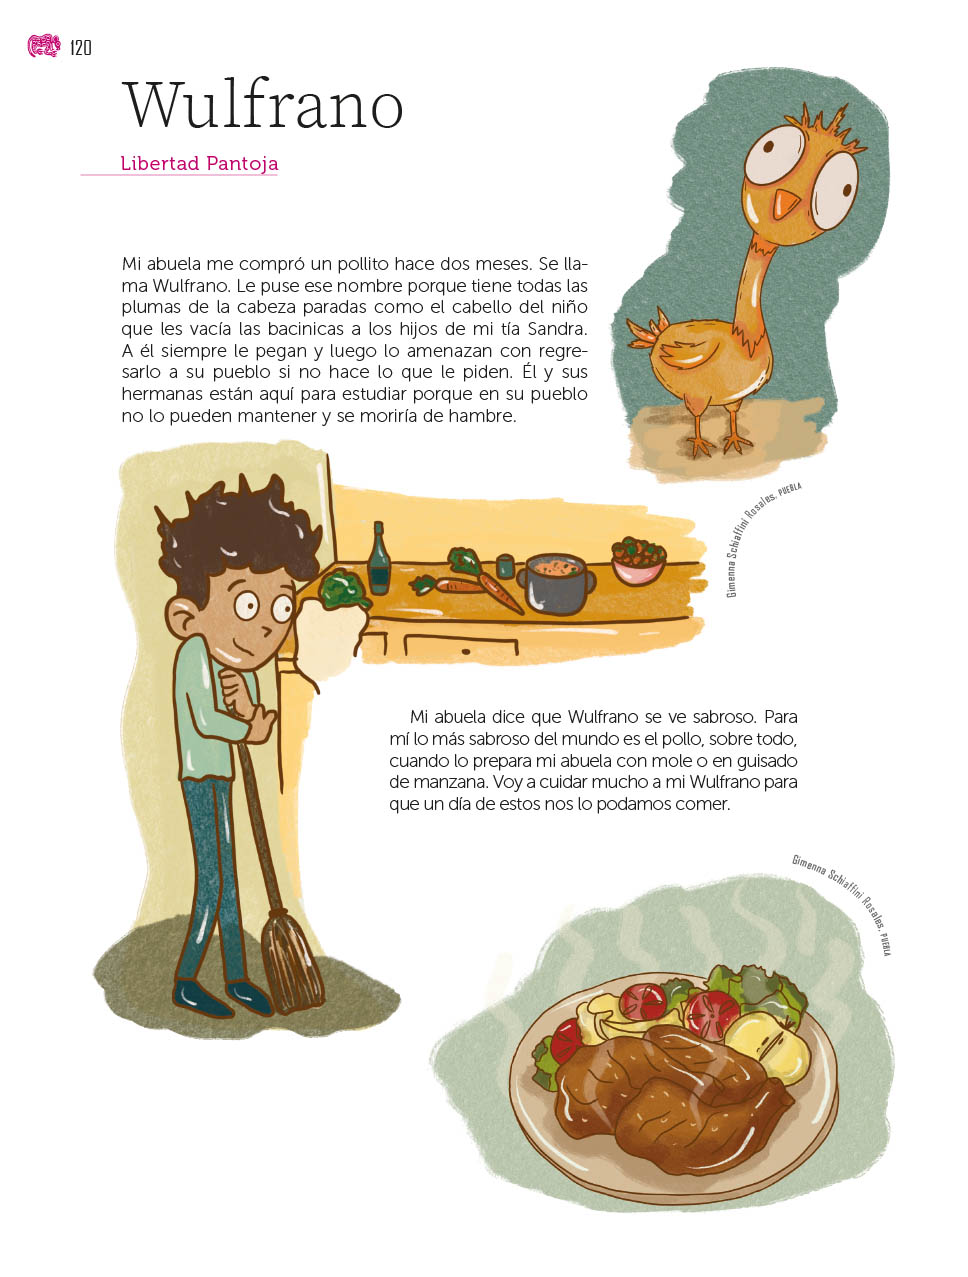 120
Wulfrano
Libertad Pantoja
Mi abuela me compró un pollito hace dos meses. Se lla-
ma Wulfrano. Le puse ese nombre porque tiene todas las
plumas de la cabeza paradas como el cabello del niño
que les vacía las bacinicas a los hijos de mi tía Sandra.
A él siempre le pegan y luego lo amenazan con regre-
sarlo a su pueblo si no hace lo que le piden. Él y sus
hermanas están aquí para estudiar porque en su pueblo
no lo pueden mantener y se moriría de hambre.
Gimenna Schiaffini Rosales, PUEBLA
Mi abuela dice que Wulfrano se ve sabroso. Para
mí lo más sabroso del mundo es el pollo, sobre todo,
cuando lo prepara mi abuela con mole o en guisado
de manzana. Voy a cuidar mucho a mi Wulfrano para
que un día de estos nos lo podamos comer.
Gimenna Schiaffini Rosales, PUEBLA